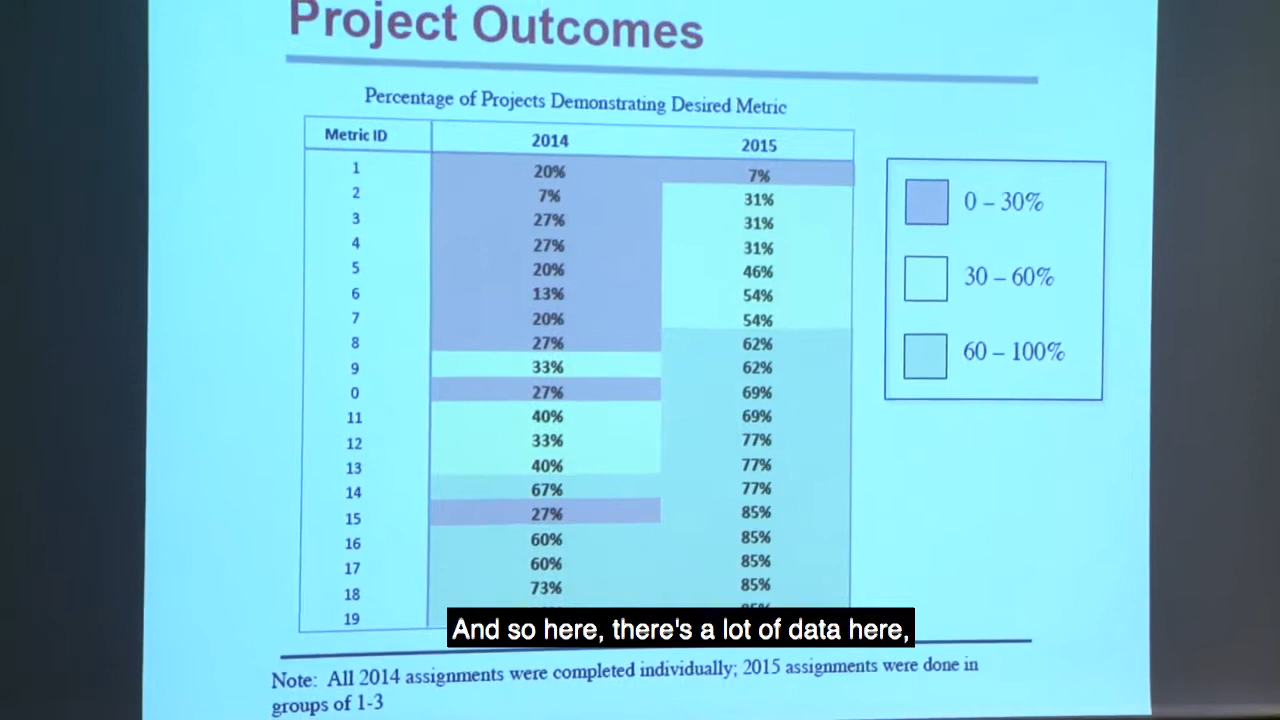 Project Outcomes
Percentage of Projects Demonstrating Desired Metric
Metric ID 2014 2015
1 20% 7%
2 7% 31%
3 27% 31%
4 27% 31%
5 20% 46%
6 13% 54%
7 20% 54%
8 27% 62%
9 33% 62%
0 27% 69%
11 40% 69%
12 33% 77%
13 40% 77%
14 67% 77%
15 27% 85%
16 60% 85%
17 60% 85%
18 73% 85%
19
0 – 30%
30 – 60%
60 – 100%
And so here, there's a lot of data here,
Note: All 2014 assignments were completed individually; 2015 assignments were done in
groups of 1-3